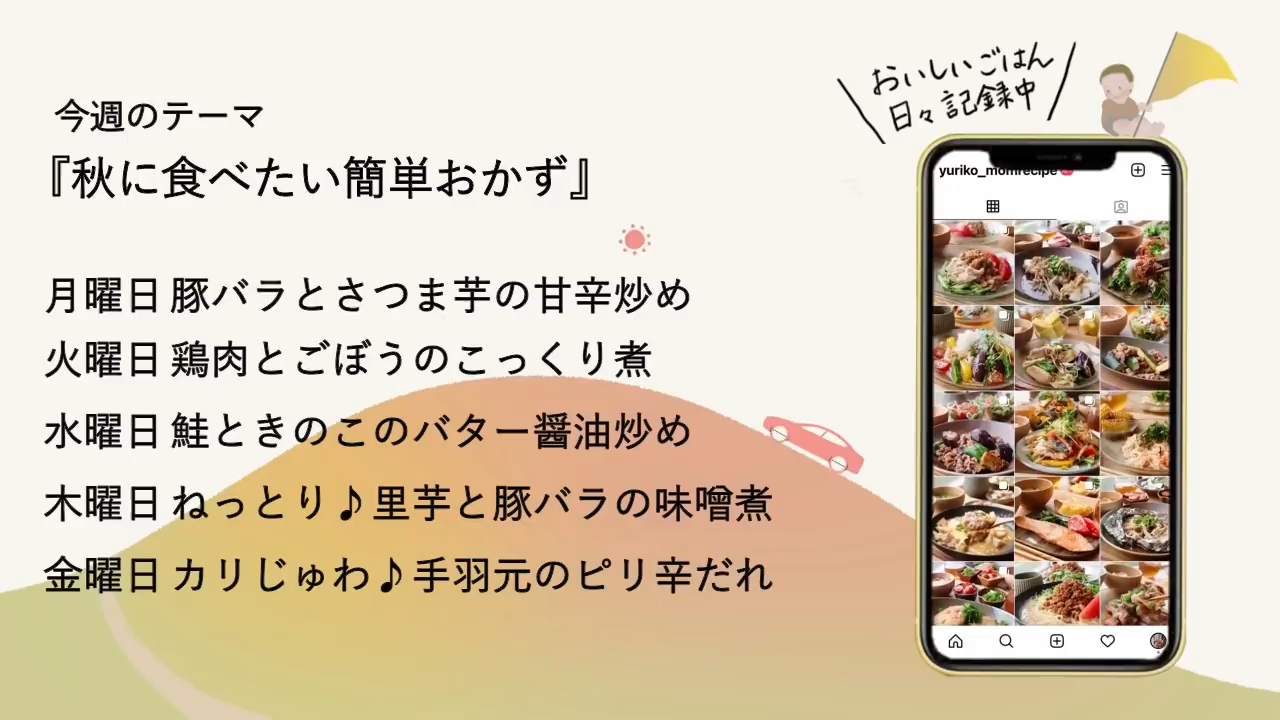 今週のテーマ
『秋に食べたい簡単おかず』
月曜日 豚バラとさつま芋の甘辛炒め
火曜日 鶏肉とごぼうのこっくり煮
水曜日 鮭ときのこのバター醤油炒め
木曜日 ねっとり♪里芋と豚バラの味噌煮
金曜日 カリじゅわ♪手羽元のピリ辛だれ
おいしいごはん
日々記録中
yuriko_momrecipe